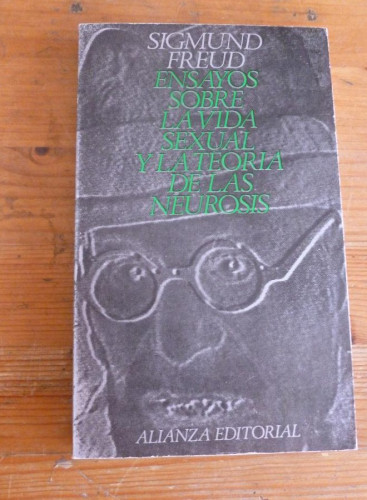 SIGMUND
FREUD
ENSAYOS
SOBRE
LA VIDA
SEXUAL
Y LA TEORIA
DE LAS
NEUROSIS
ALIANZA EDITORIAL